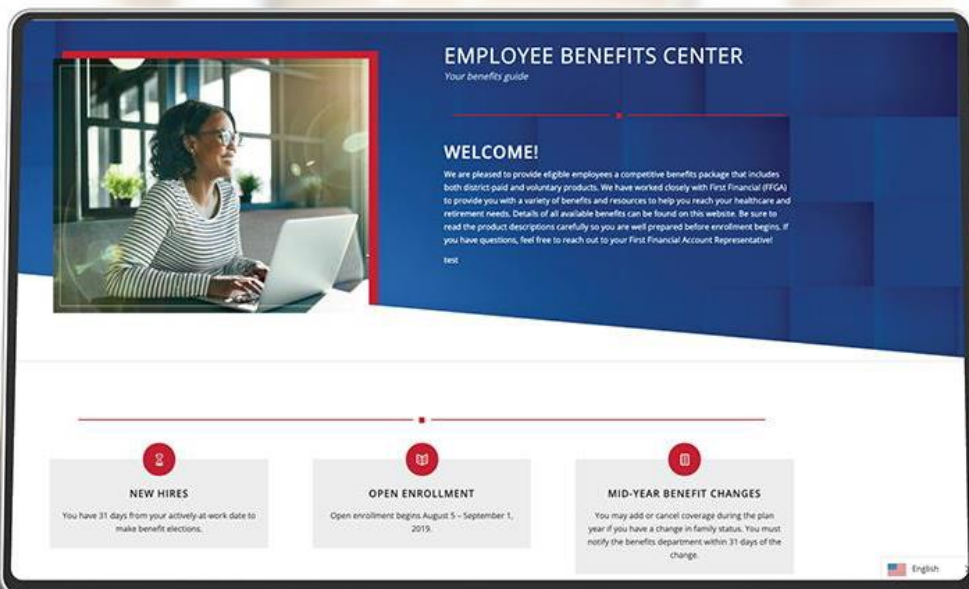 EMPLOYEE BENEFITS CENTER
Your benefits guide
WELCOME!
We are pleased to provide eligible employees a competitive benefits package that includes
both district-paid and voluntary products. We have worked closely with First Financial (FFGA)
to provide you with a variety of benefits and resources to help you reach your healthcare and
retirement needs. Details of all available benefits can be found on this website. Be sure to
read the product descriptions carefully so you are well prepared before enrollment begins. If
you have questions, feel free to reach out to your First Financial Account Representative!
test
NEW HIRES
You have 31 days from your actively-at-work date to
make benefit elections.
OPEN ENROLLMENT
Open enrollment begins August 5 – September 1,
2019.
MID-YEAR BENEFIT CHANGES
You may add or cancel coverage during the plan
year if you have a change in family status. You must
notify the benefits department within 31 days of the
change.
English